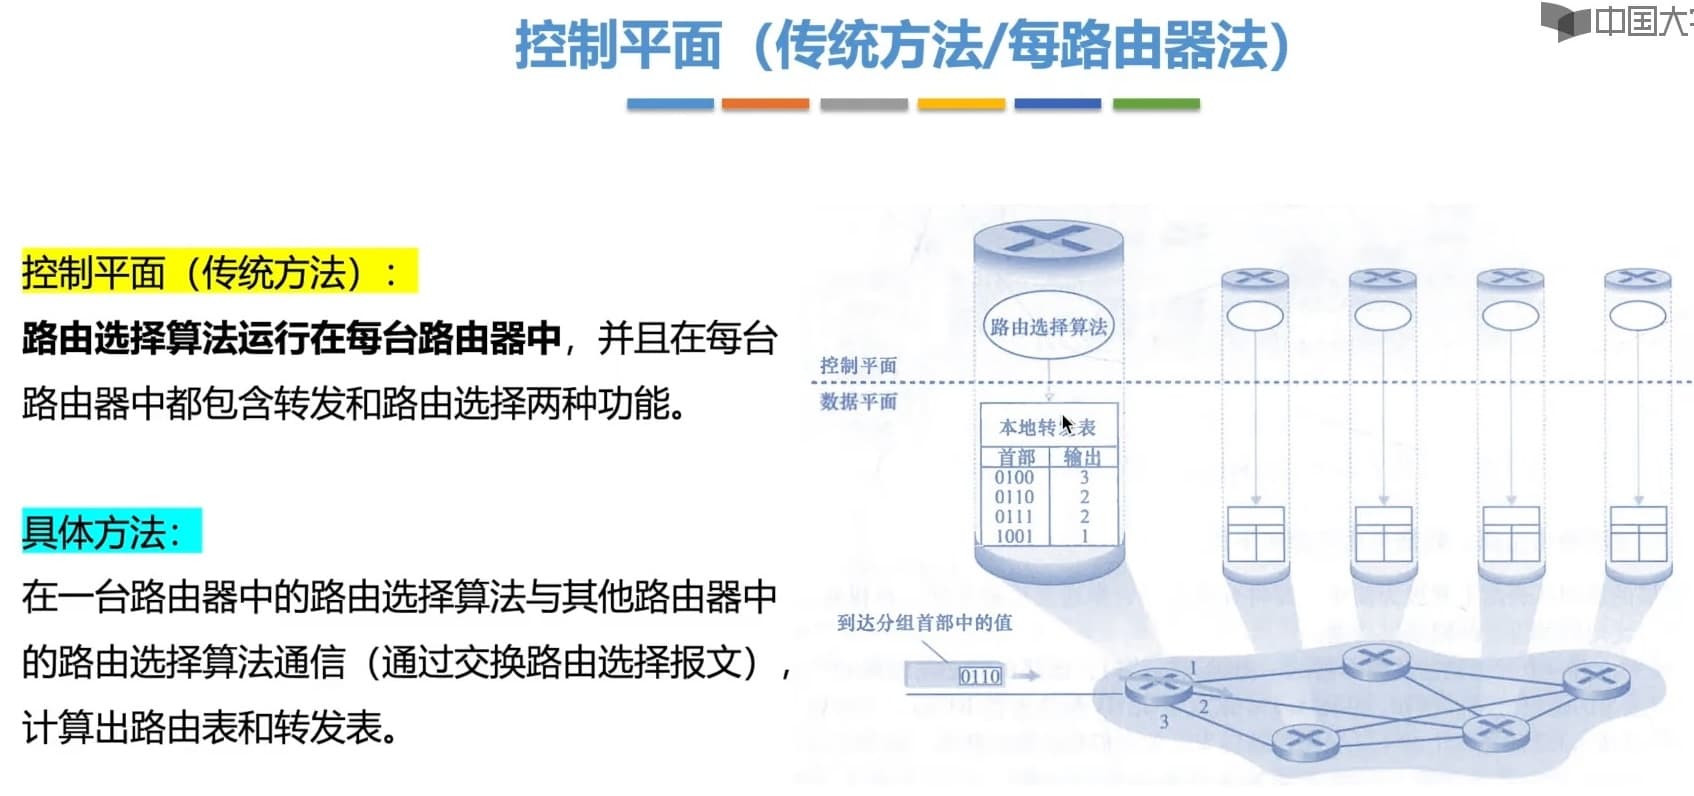 控制平面（传统方法/每路由器法）
中国大
控制平面（传统方法）：
路由选择算法运行在每台路由器中，并且在每台
路由器中都包含转发和路由选择两种功能。
具体方法：
在一台路由器中的路由选择算法与其他路由器中
的路由选择算法通信（通过交换路由选择报文），
计算出路由表和转发表。
路由选择算法
控制平面
数据平面
本地转发表
首部 输出
0100 3
0110 2
0111 2
1001 1
到达分组首部中的值
0110
1
2
3